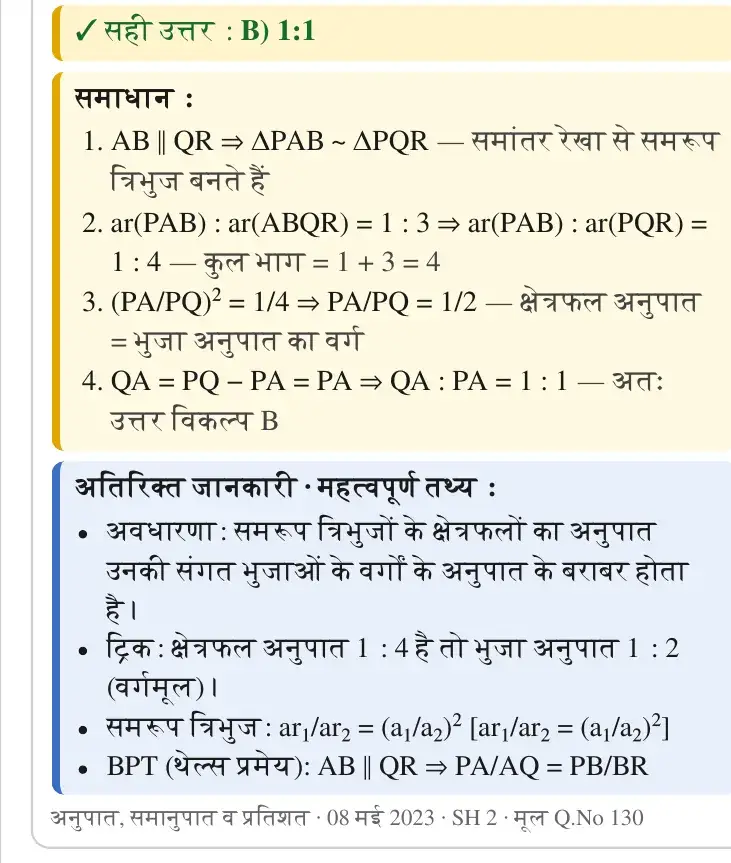 ✓ सही उत्तर : B) 1:1
समाधान :
1. AB || QR ⇒ ΔPAB ~ ΔPQR — समांतर रेखा से समरूप
त्रिभुज बनते हैं
2. ar(PAB) : ar(ABQR) = 1 : 3 ⇒ ar(PAB) : ar(PQR) =
1 : 4 — कुल भाग = 1 + 3 = 4
3. (PA/PQ)² = 1/4 ⇒ PA/PQ = 1/2 — क्षेत्रफल अनुपात
= भुजा अनुपात का वर्ग
4. QA = PQ − PA = PA ⇒ QA : PA = 1 : 1 — अतः
उत्तर विकल्प B
अतिरिक्त जानकारी · महत्वपूर्ण तथ्य :
• अवधारणा : समरूप त्रिभुजों के क्षेत्रफलों का अनुपात
उनकी संगत भुजाओं के वर्गों के अनुपात के बराबर होता
है।
• ट्रिक : क्षेत्रफल अनुपात 1 : 4 है तो भुजा अनुपात 1 : 2
(वर्गमूल)।
• समरूप त्रिभुज : ar₁/ar₂ = (a₁/a₂)² [ar₁/ar₂ = (a₁/a₂)²]
• BPT (थेल्स प्रमेय): AB || QR ⇒ PA/AQ = PB/BR
अनुपात, समानुपात व प्रतिशत · 08 मई 2023 · SH 2 · मूल Q.No 130